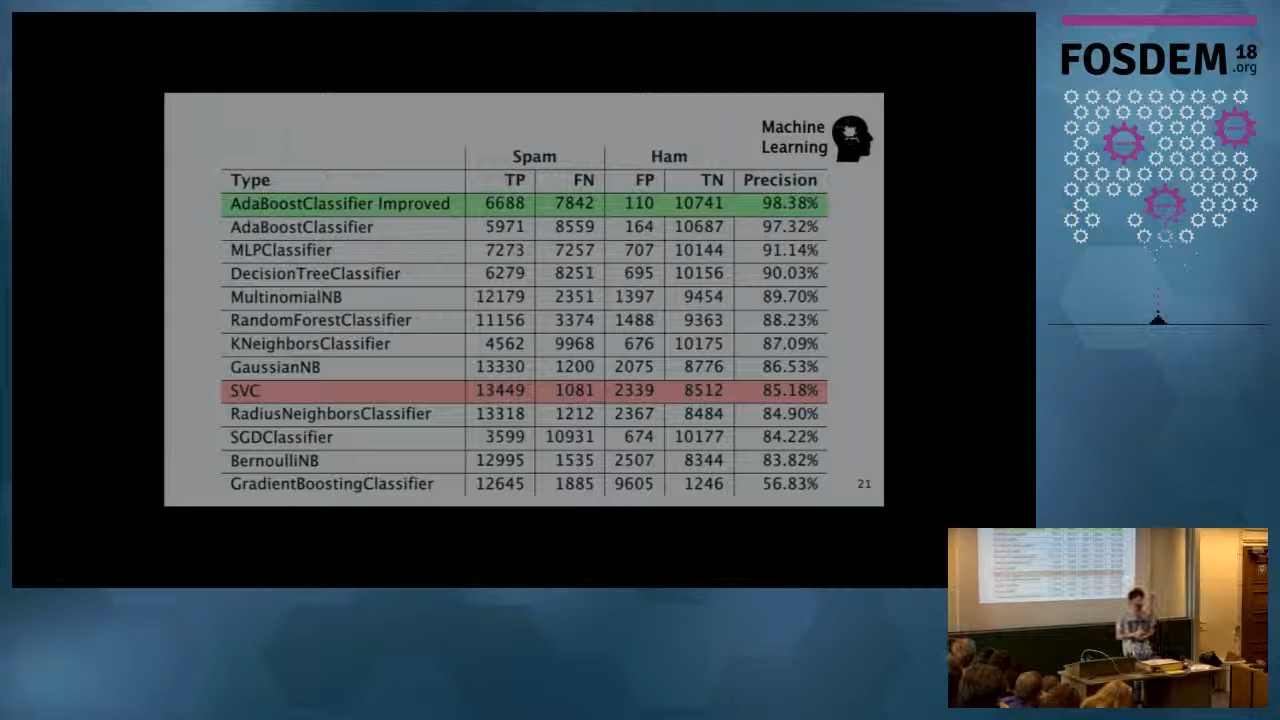 FOSDEM 18 .org
Machine
Learning
Spam Ham
Type TP FN FP TN Precision
AdaBoostClassifier Improved 6688 7842 110 10741 98.38%
AdaBoostClassifier 5971 8559 164 10687 97.32%
MLPClassifier 7273 7257 707 10144 91.14%
DecisionTreeClassifier 6279 8251 695 10156 90.03%
MultinomialNB 12179 2351 1397 9454 89.70%
RandomForestClassifier 11156 3374 1488 9363 88.23%
KNeighborsClassifier 4562 9968 676 10175 87.09%
GaussianNB 13330 1200 2075 8776 86.53%
SVC 13449 1081 2339 8512 85.18%
RadiusNeighborsClassifier 13318 1212 2367 8484 84.90%
SGDClassifier 3599 10931 674 10177 84.22%
BernoulliNB 12995 1535 2507 8344 83.82%
GradientBoostingClassifier 12645 1885 9605 1246 56.83%
21